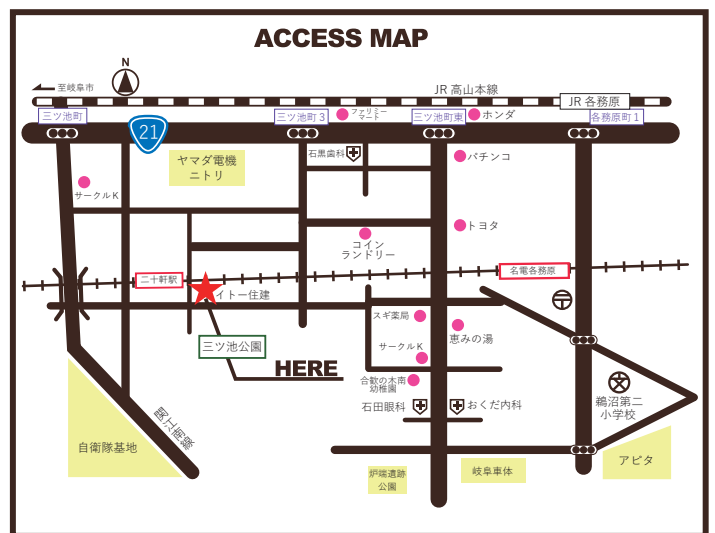 ACCESS MAP
N
至岐阜市
JR 高山本線
JR 各務原
三ツ池町
三ツ池町 3
ファリミー
マート
三ツ池町東
ホンダ
各務原町 1
21
ヤマダ電機
ニトリ
石黒歯科
パチンコ
サークルK
コイン
ランドリー
トヨタ
二十軒駅
名電各務原
イトー住建
スギ薬局
恵みの湯
三ツ池公園
サークルK
HERE
合歓の木南
幼稚園
石田眼科
おくだ内科
鵜沼第二
小学校
関江南線
自衛隊基地
炉端遺跡
公園
岐阜車体
アピタ